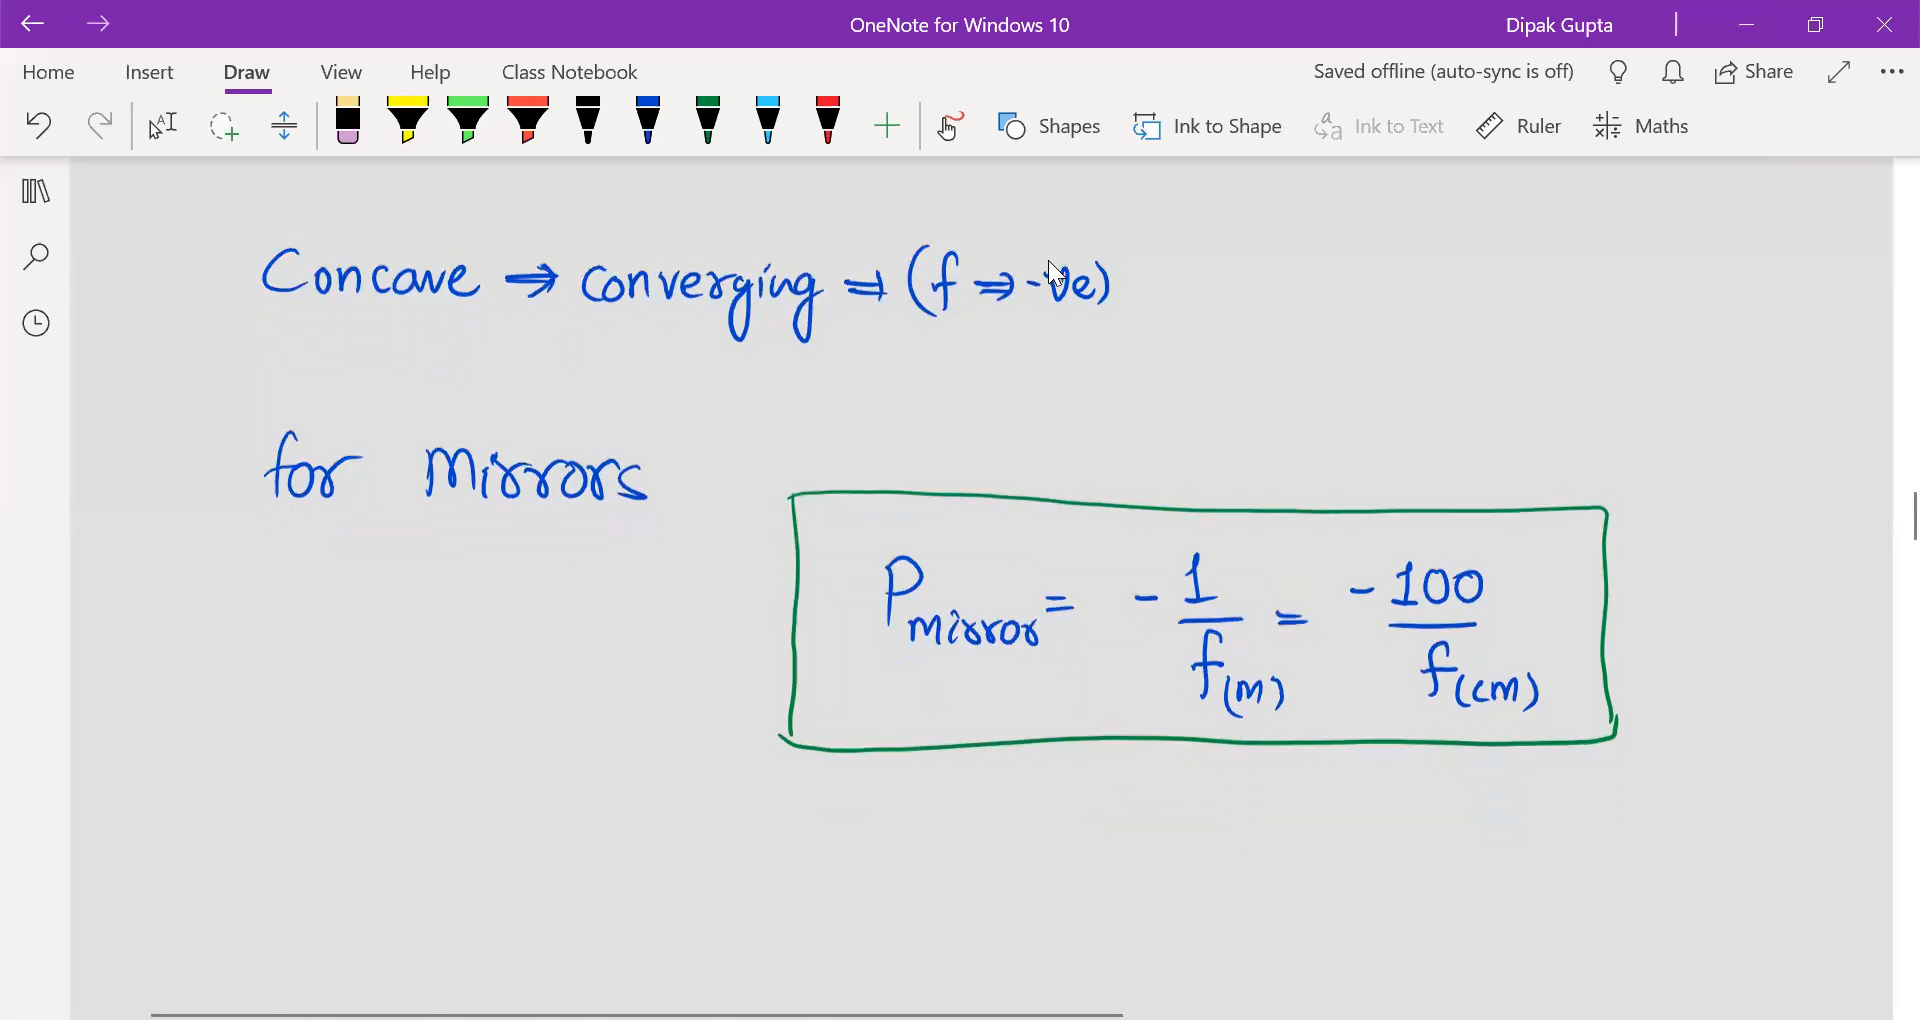 OneNote for Windows 10
Dipak Gupta
Home Insert Draw View Help Class Notebook
Saved offline (auto-sync is off) Share
Shapes Ink to Shape Ink to Text Ruler Maths
Concave ⇒ converging ⇒ (f ⇒ -ve)
for Mirrors
P_mirror = - 1/f(m) = - 100/f(cm)